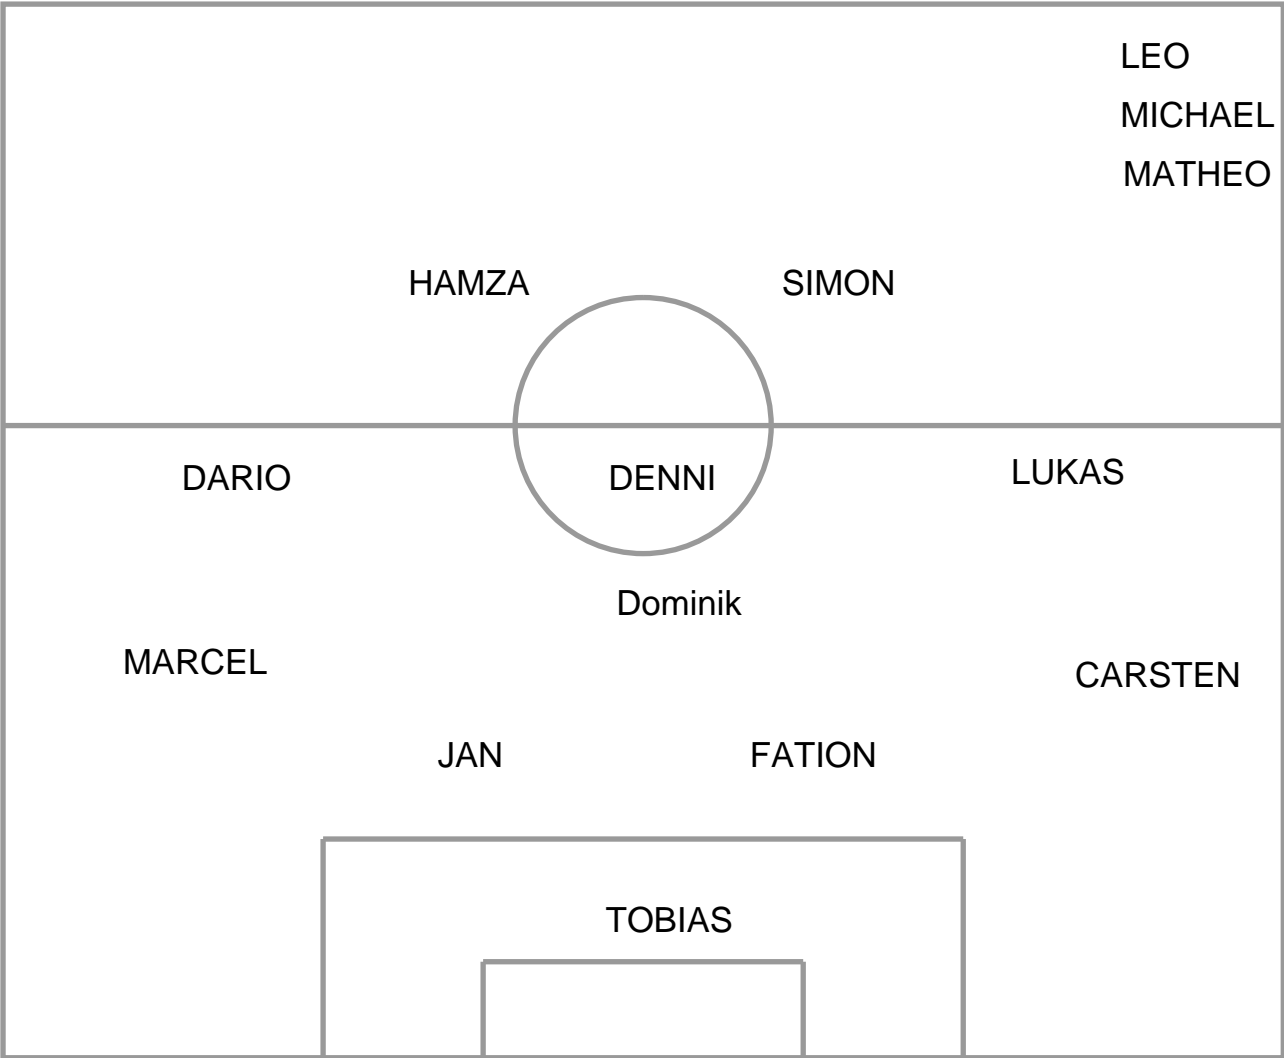 LEO
MICHAEL
MATHEO
HAMZA SIMON
DARIO DENNI LUKAS
Dominik
MARCEL CARSTEN
JAN FATION
TOBIAS